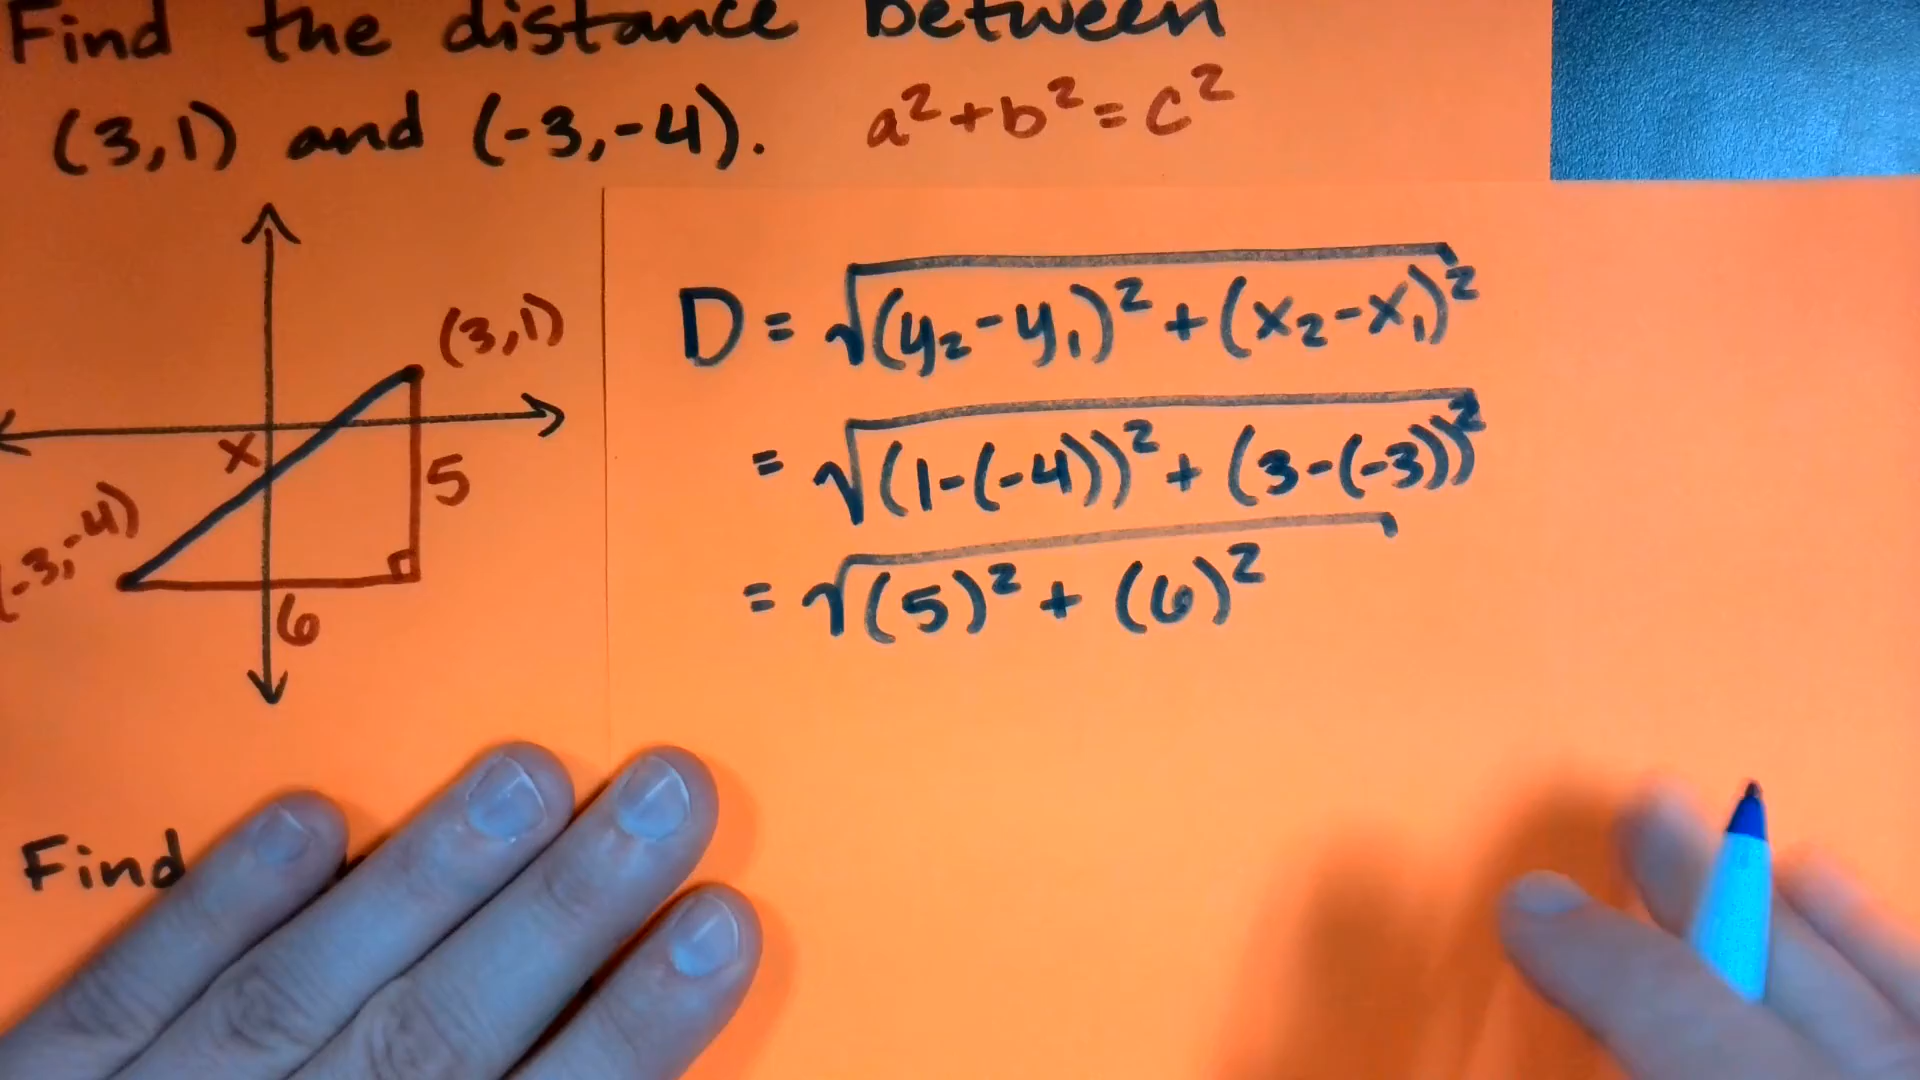 Find the distance between
(3,1) and (-3,-4). a²+b²=c²
(3,1)
x
5
(-3,-4)
6
D = √(y₂-y₁)²+(x₂-x₁)²
= √(1-(-4))²+(3-(-3))²
= √(5)²+(6)²
Find